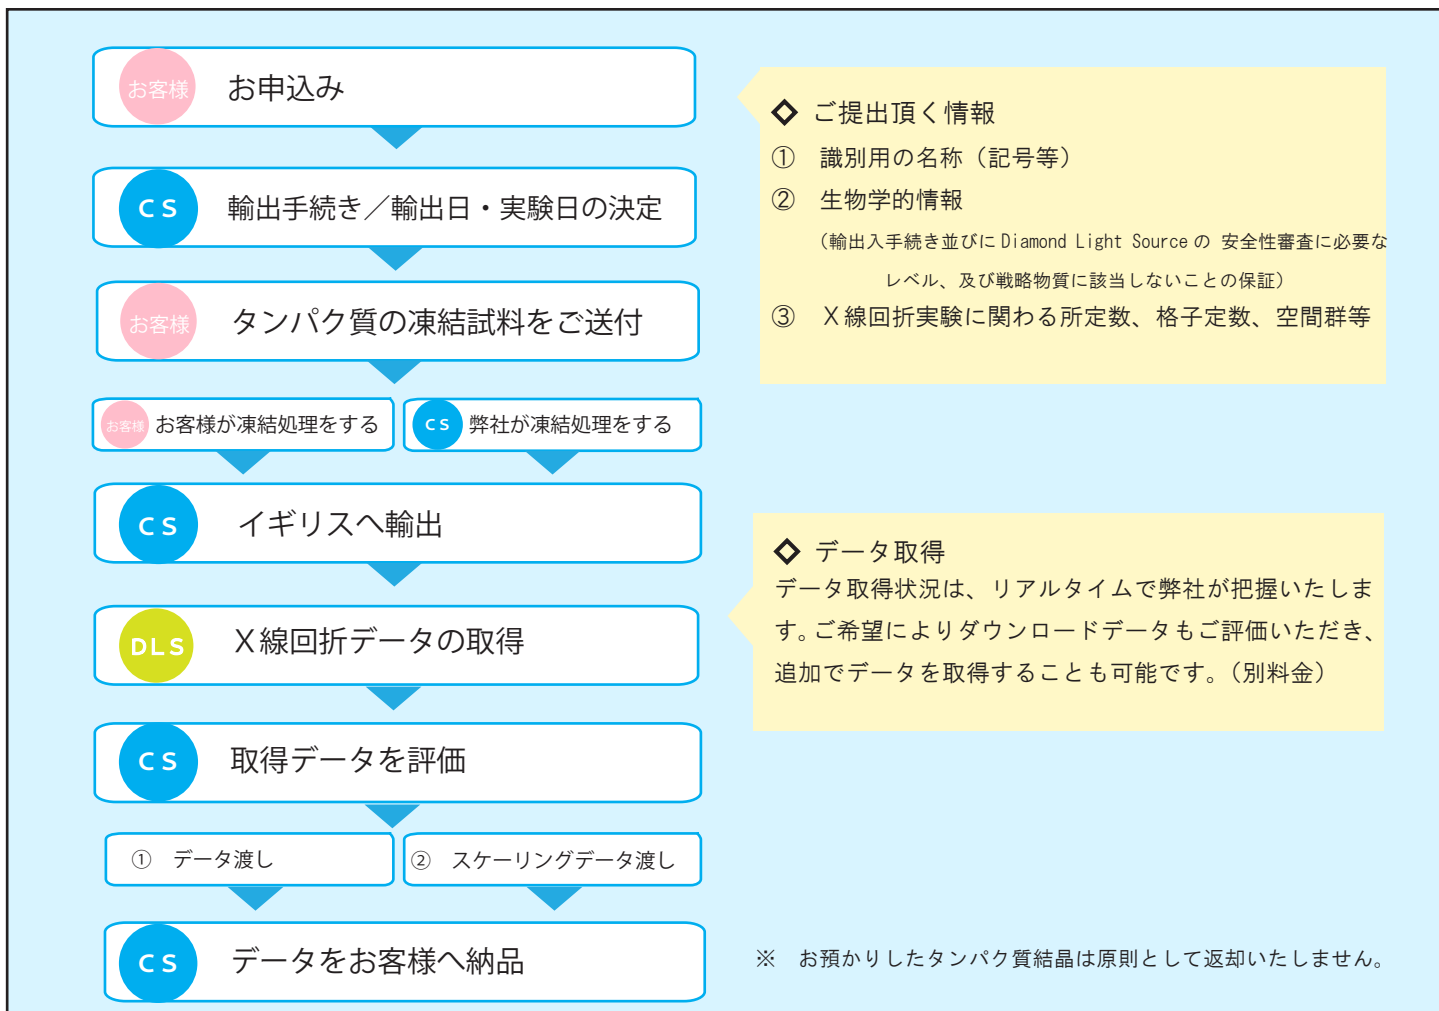 お客様 お申込み
CS 輸出手続き／輸出日・実験日の決定
お客様 タンパク質の凍結試料をご送付
お客様 お客様が凍結処理をする
CS 弊社が凍結処理をする
CS イギリスへ輸出
DLS X線回折データの取得
CS 取得データを評価
① データ渡し
② スケーリングデータ渡し
CS データをお客様へ納品
◇ ご提出頂く情報
① 識別用の名称（記号等）
② 生物学的情報
（輸出入手続き並びに Diamond Light Source の 安全性審査に必要な
レベル、及び戦略物質に該当しないことの保証）
③ X線回折実験に関わる所定数、格子定数、空間群等
◇ データ取得
データ取得状況は、リアルタイムで弊社が把握いたしま
す。ご希望によりダウンロードデータもご評価いただき、
追加でデータを取得することも可能です。（別料金）
※ お預かりしたタンパク質結晶は原則として返却いたしません。